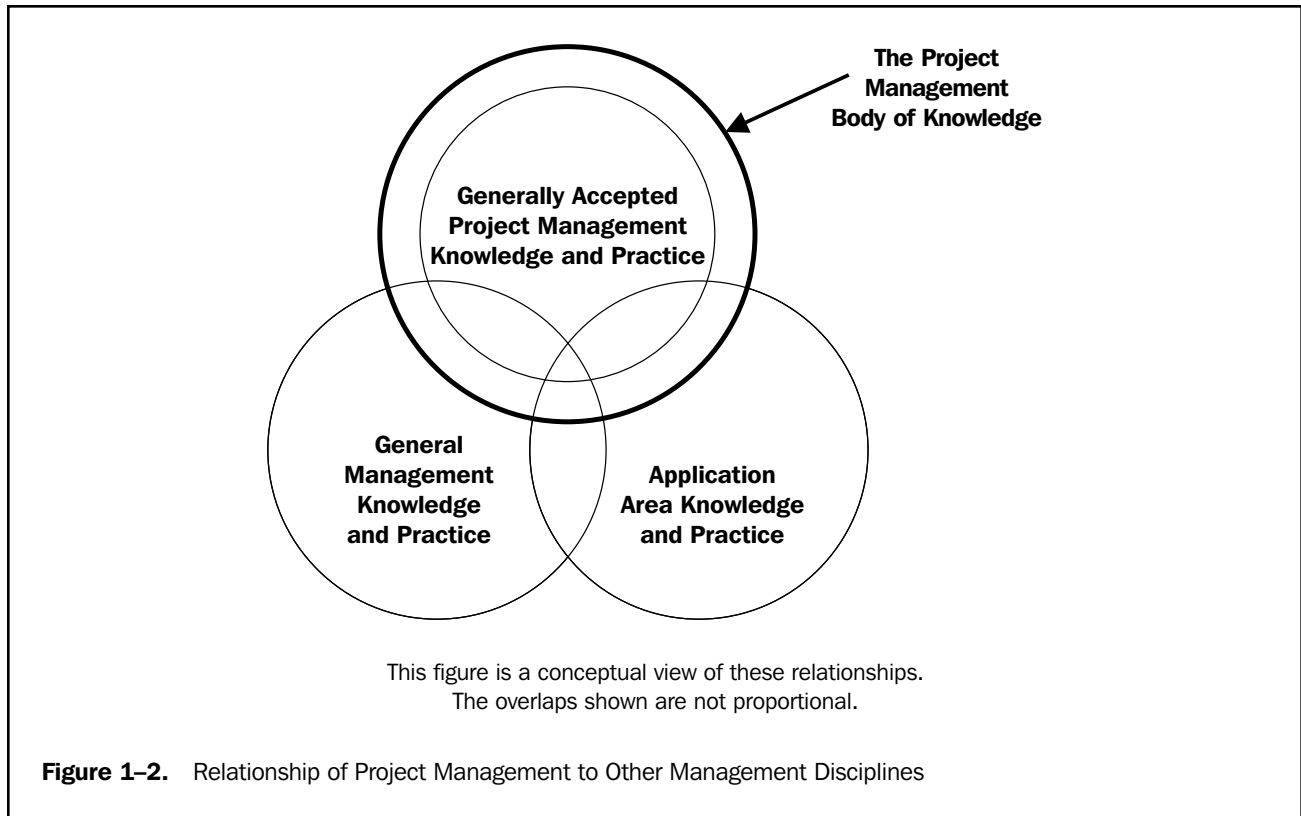 The Project
Management
Body of Knowledge
Generally Accepted
Project Management
Knowledge and Practice
General
Management
Knowledge
and Practice
Application
Area Knowledge
and Practice
This figure is a conceptual view of these relationships.
The overlaps shown are not proportional.
Figure 1–2. Relationship of Project Management to Other Management Disciplines